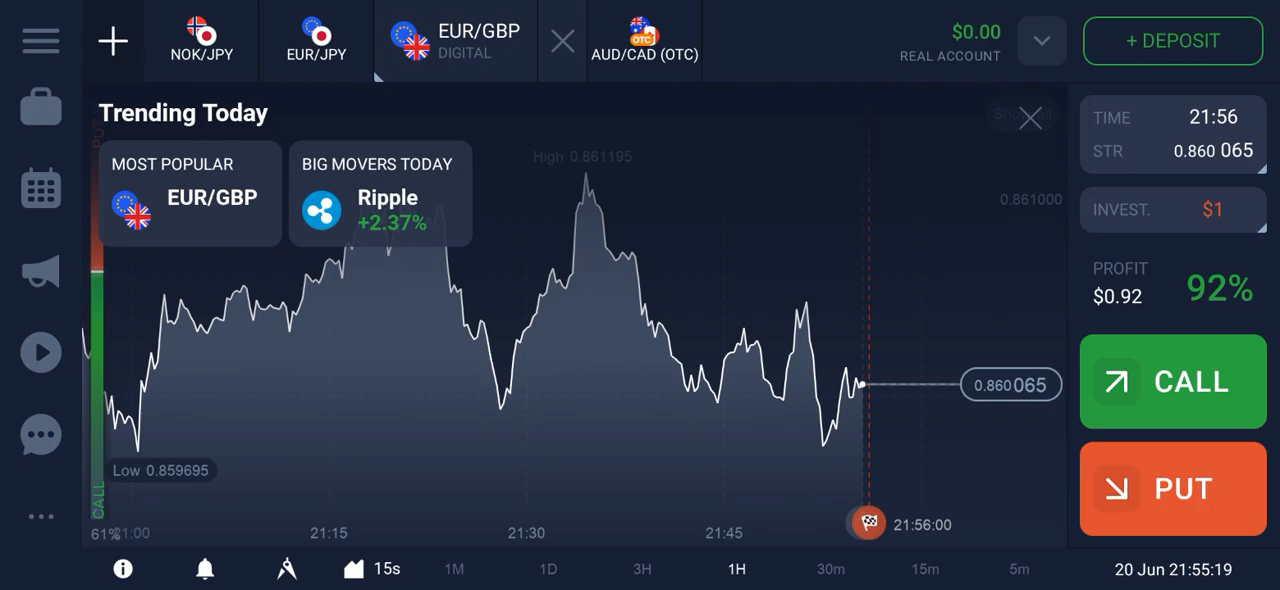 NOK/JPY
EUR/JPY
EUR/GBP
DIGITAL
OTC
AUD/CAD (OTC)
$0.00
REAL ACCOUNT
+ DEPOSIT
Trending Today
MOST POPULAR
EUR/GBP
BIG MOVERS TODAY
Ripple
+2.37%
High 0.861195
0.861000
0.860065
Low 0.859695
CALL
61%
21:00
21:15
21:30
21:45
21:56:00
TIME 21:56
STR 0.860 065
INVEST. $1
PROFIT
$0.92
92%
CALL
PUT
15s
1M
1D
3H
1H
30m
15m
5m
20 Jun 21:55:19